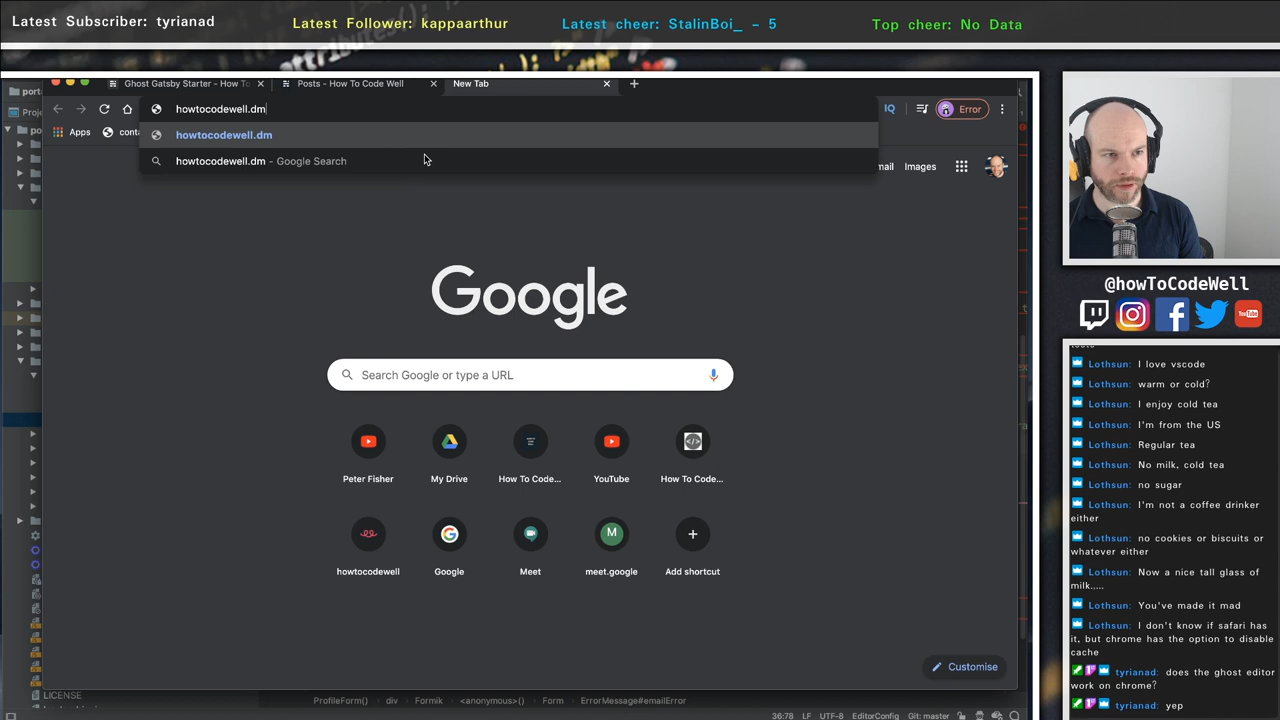 Latest Subscriber: tyrianad
Latest Follower: kappaarthur
Latest cheer: StalinBoi_ - 5
Top cheer: No Data
Ghost Gatsby Starter - How To
Posts - How To Code Well
New Tab
howtocodewell.dm
IQ
Error
Apps
howtocodewell.dm
howtocodewell.dm - Google Search
mail
Images
Google
Search Google or type a URL
Peter Fisher
My Drive
How To Code...
YouTube
How To Code...
howtocodewell
Google
Meet
M
meet.google
Add shortcut
Customise
LICENSE
ProfileForm()
div
Formik
<anonymous>()
Form
ErrorMessage#emailError
36:78
LF
UTF-8
EditorConfig
Git: master
@howToCodeWell
Lothsun: I love vscode
Lothsun: warm or cold?
Lothsun: I enjoy cold tea
Lothsun: I'm from the US
Lothsun: Regular tea
Lothsun: No milk, cold tea
Lothsun: no sugar
Lothsun: I'm not a coffee drinker
either
Lothsun: no cookies or biscuits or
whatever either
Lothsun: Now a nice tall glass of
milk.....
Lothsun: You've made it mad
Lothsun: I don't know if safari has
it, but chrome has the option to disable
cache
tyrianad: does the ghost editor
work on chrome?
tyrianad: yep